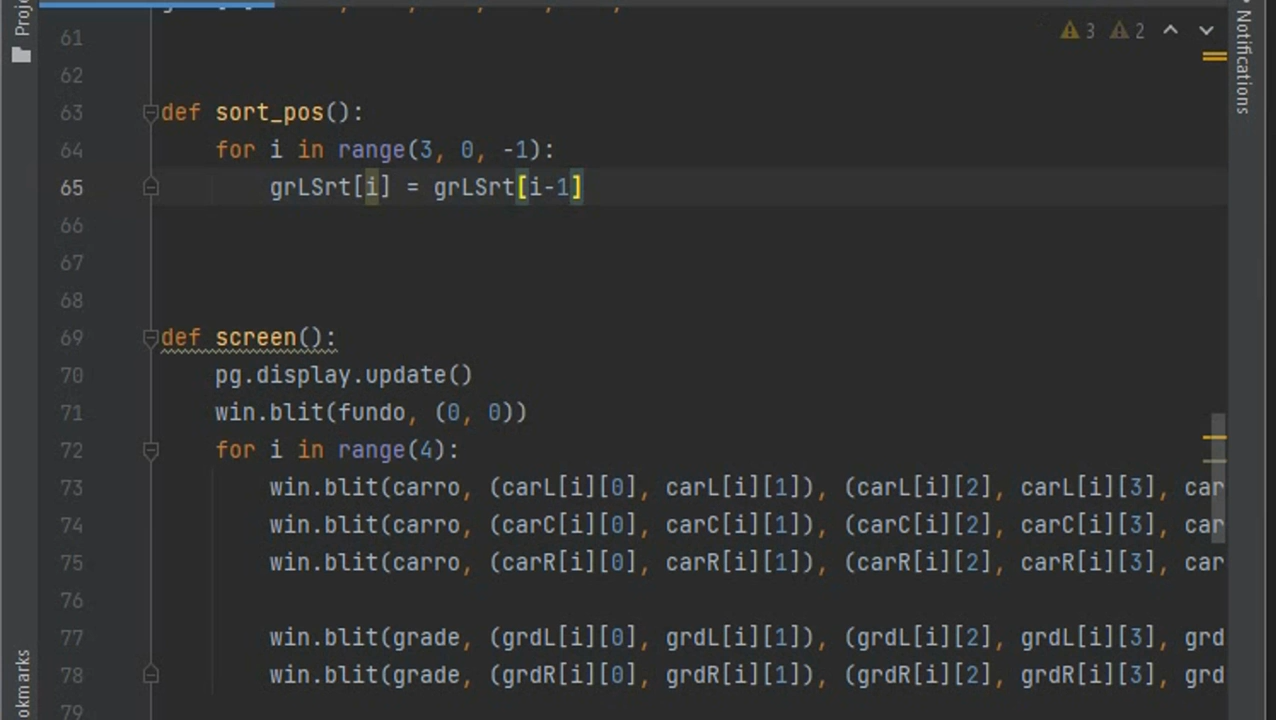 Proje
61
3 2
Notifications
62
63 def sort_pos():
64 for i in range(3, 0, -1):
65 grLSrt[i] = grLSrt[i-1]
66
67
68
69 def screen():
70 pg.display.update()
71 win.blit(fundo, (0, 0))
72 for i in range(4):
73 win.blit(carro, (carL[i][0], carL[i][1]), (carL[i][2], carL[i][3], car
74 win.blit(carro, (carC[i][0], carC[i][1]), (carC[i][2], carC[i][3], car
75 win.blit(carro, (carR[i][0], carR[i][1]), (carR[i][2], carR[i][3], car
76
77 win.blit(grade, (grdL[i][0], grdL[i][1]), (grdL[i][2], grdL[i][3], grd
78 win.blit(grade, (grdR[i][0], grdR[i][1]), (grdR[i][2], grdR[i][3], grd
79
okmarks